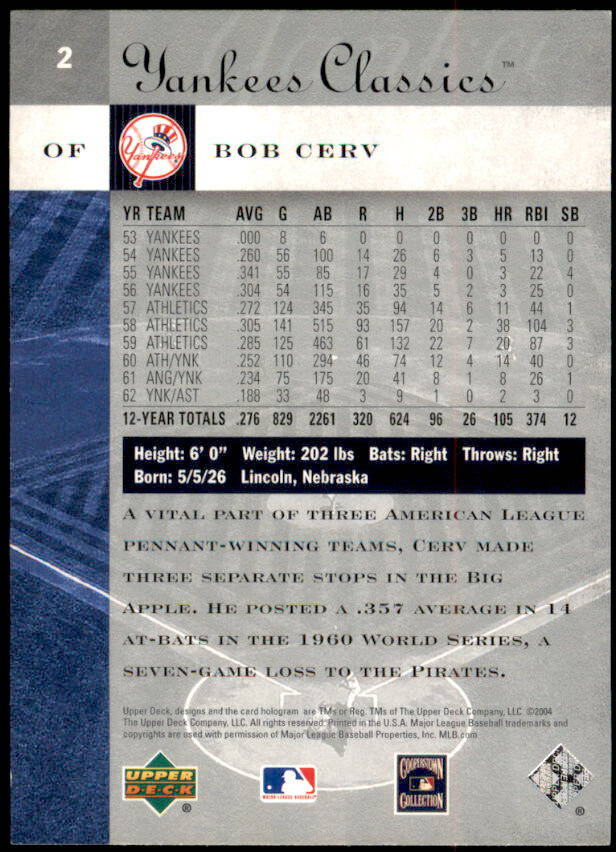 2
Yankees Classics™
OF
Yankees
BOB CERV
YR TEAM AVG G AB R H 2B 3B HR RBI SB
53 YANKEES .000 8 6 0 0 0 0 0 0 0
54 YANKEES .260 56 100 14 26 6 3 5 13 0
55 YANKEES .341 55 85 17 29 4 0 3 22 4
56 YANKEES .304 54 115 16 35 5 2 3 25 0
57 ATHLETICS .272 124 345 35 94 14 6 11 44 1
58 ATHLETICS .305 141 515 93 157 20 2 38 104 3
59 ATHLETICS .285 125 463 61 132 22 7 20 87 3
60 ATH/YNK .252 110 294 46 74 12 4 14 40 0
61 ANG/YNK .234 75 175 20 41 8 1 8 26 1
62 YNK/AST .188 33 48 3 9 1 0 2 3 0
12-YEAR TOTALS .276 829 2261 320 624 96 26 105 374 12
Height: 6’ 0” Weight: 202 lbs Bats: Right Throws: Right
Born: 5/5/26 Lincoln, Nebraska
A VITAL PART OF THREE AMERICAN LEAGUE
PENNANT-WINNING TEAMS, CERV MADE
THREE SEPARATE STOPS IN THE BIG
APPLE. HE POSTED A .357 AVERAGE IN 14
AT-BATS IN THE 1960 WORLD SERIES, A
SEVEN-GAME LOSS TO THE PIRATES.
Upper Deck, designs and the card hologram are TMs or Reg. TMs of The Upper Deck Company, LLC. ©2004
The Upper Deck Company, LLC. All rights reserved. Printed in the U.S.A. Major League Baseball trademarks and
copyrights are used with permission of Major League Baseball Properties, Inc. MLB.com
UPPER
DECK
®
MAJOR LEAGUE BASEBALL
COOPERSTOWN
COLLECTION
®